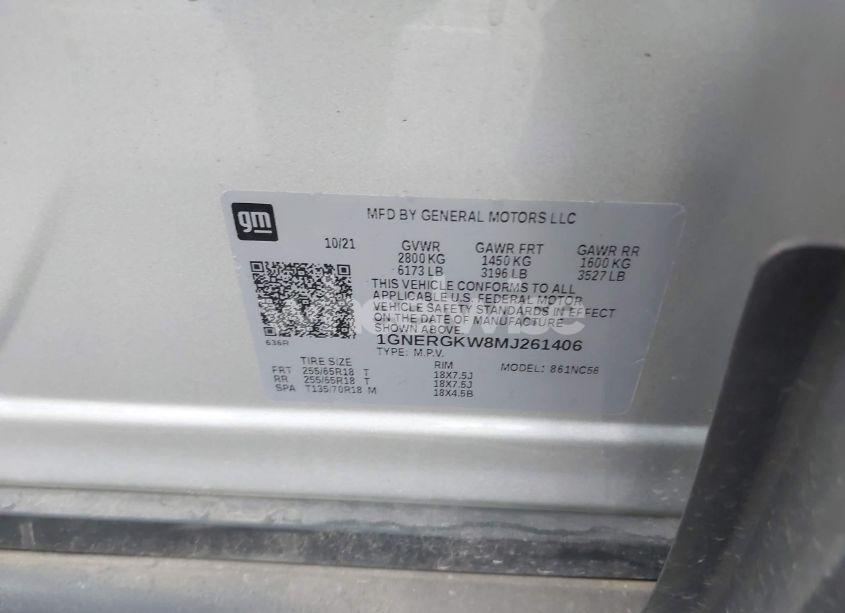 gm
MFD BY GENERAL MOTORS LLC
10/21 GVWR GAWR FRT GAWR RR
2800 KG 1450 KG 1600 KG
6173 LB 3196 LB 3527 LB
THIS VEHICLE CONFORMS TO ALL
APPLICABLE U.S. FEDERAL MOTOR
VEHICLE SAFETY STANDARDS IN EFFECT
ON THE DATE OF MANUFACTURE
SHOWN ABOVE.
636R
1GNERGKW8MJ261406
TYPE: M.P.V. MODEL: 861NC56
TIRE SIZE RIM
FRT 255/65R18 T 18X7.5J
RR 255/65R18 T 18X7.5J
SPA T135/70R18 M 18X4.5B